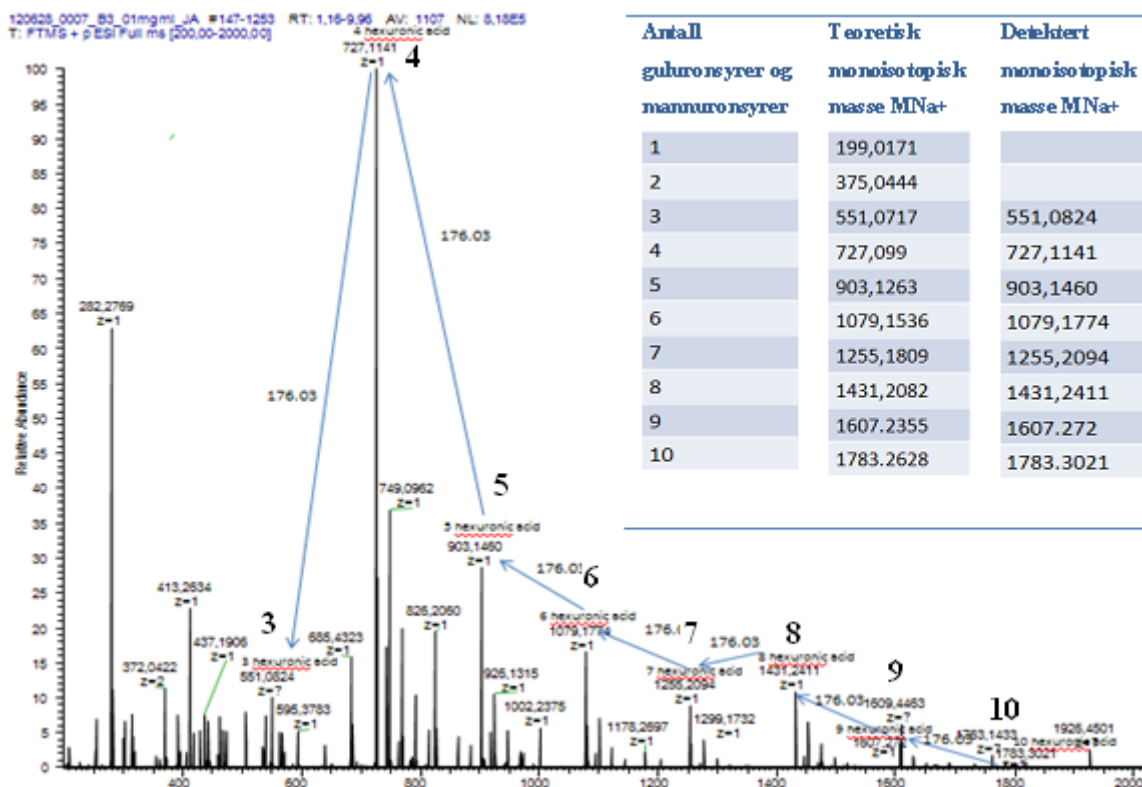 120628_0007_B3_01mgml_JA #147-1253 RT: 1,16-9,96 AV: 1107 NL: 8,18E5
T: FTMS + p ESI Full ms [200,00-2000,00]
4 hexuronic acid
727,1141
z=1
4
176.03
176.03
282,2769
z=1
749,0962
z=1
5
5 hexuronic acid
903,1460
z=1
413,2534
z=1
437,1906
z=1
3
3 hexuronic acid
551,0824
z=?
685,4323
z=1
826,2060
z=1
372,0422
z=2
595,3783
z=1
925,1315
z=1
1002,2375
z=1
176.03
6
6 hexuronic acid
1079,1774
z=1
1178,2697
z=1
7
7 hexuronic acid
1255,2094
z=1
1299,1732
z=1
176.03
8
8 hexuronic acid
1431,2411
z=1
176.03
9
1609,4463
z=?
9 hexuronic acid
z=1
176.03
10
z=1
10 hexuronic acid
1783,3021
1925,4501
Relative Abundance
100
95
90
85
80
75
70
65
60
55
50
45
40
35
30
25
20
15
10
5
0
400
600
800
1000
1200
1400
1600
1800
2000
Antall guluronsyrer og mannuronsyrer
Teoretisk monoisotopisk masse MNa+
Detektert monoisotopisk masse MNa+
1 199,0171
2 375,0444
3 551,0717 551,0824
4 727,099 727,1141
5 903,1263 903,1460
6 1079,1536 1079,1774
7 1255,1809 1255,2094
8 1431,2082 1431,2411
9 1607.2355 1607.272
10 1783.2628 1783.3021